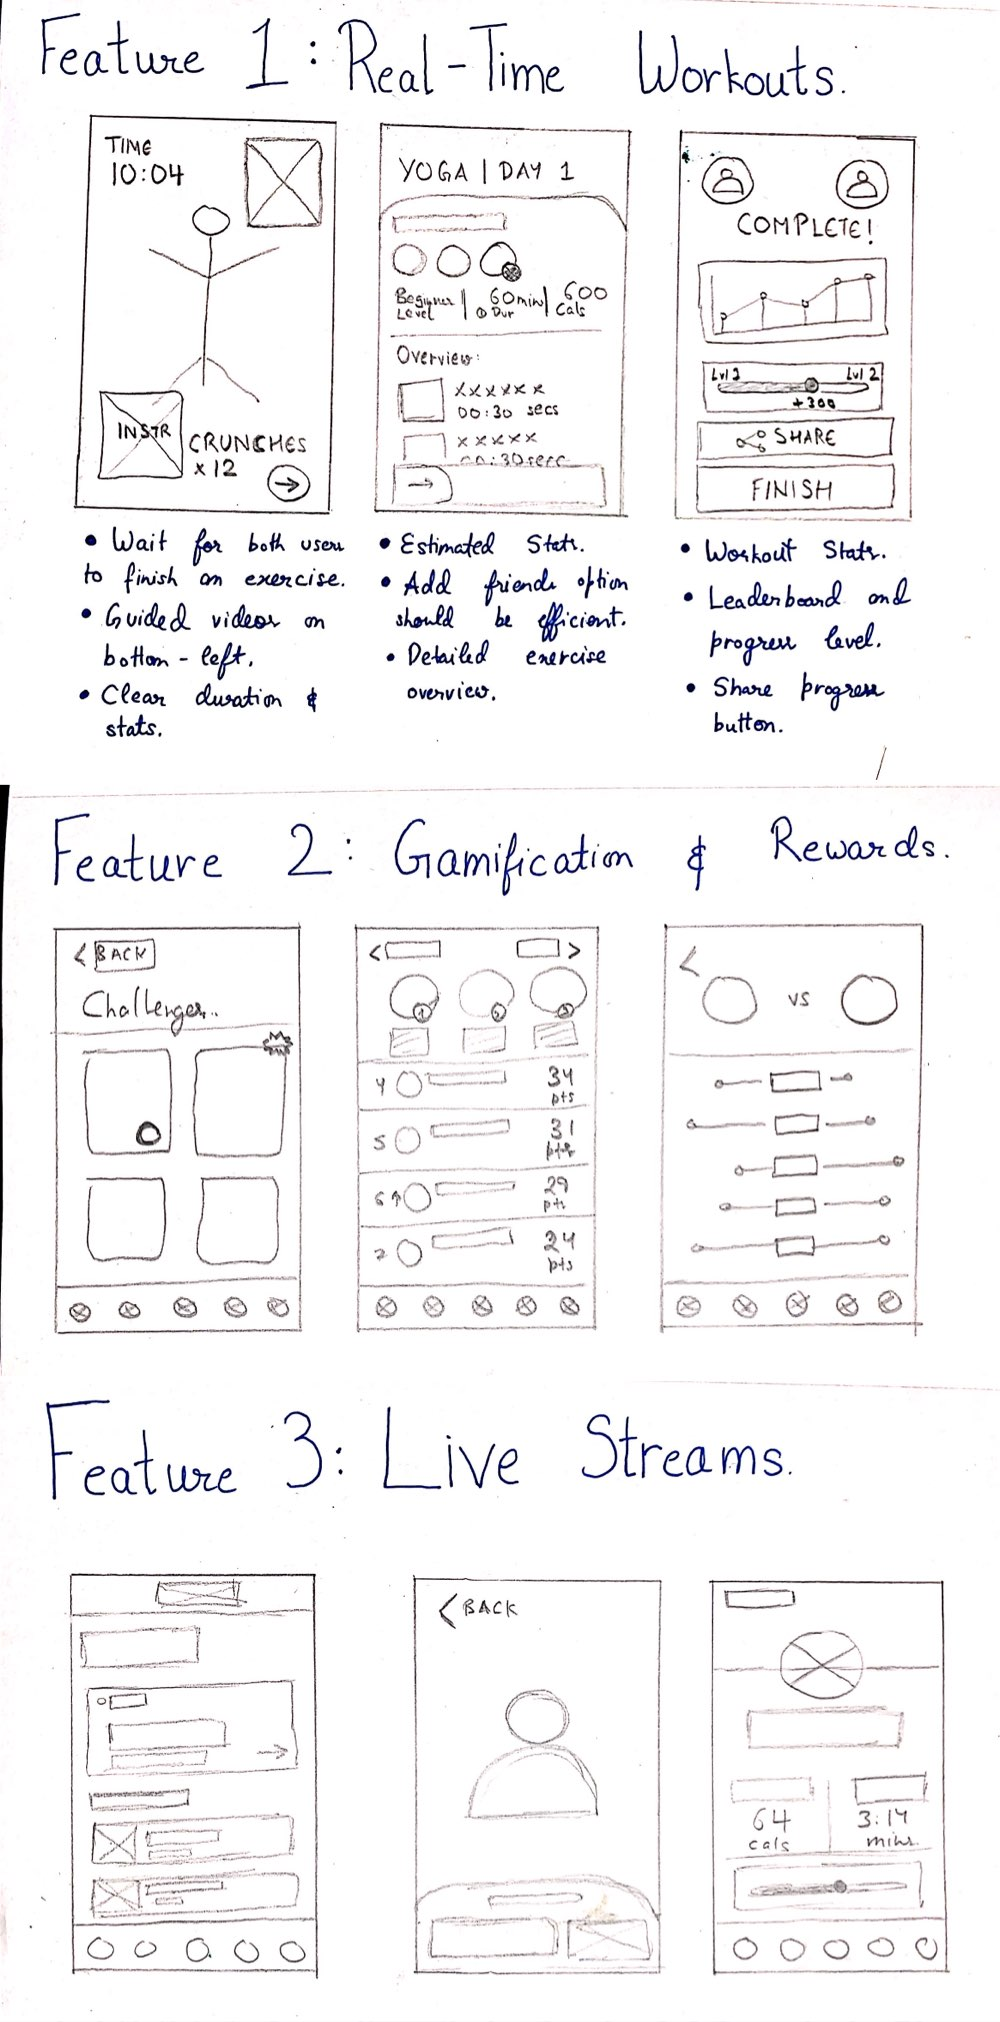 Feature 1: Real-Time Workouts.
TIME
10:04
INSTR
CRUNCHES
x12
YOGA | DAY 1
Beginner Level | 60min Dur | 600 Cals
Overview:
xxxxxx
00:30 secs
xxxxx
00:30secs
COMPLETE!
Lvl 1
Lvl 2
+300
SHARE
FINISH
• Wait for both users
to finish an exercise.
• Guided videos on
bottom-left.
• Clear duration &
stats.
• Estimated Stats.
• Add friends option
should be efficient.
• Detailed exercise
overview.
• Workout Stats.
• Leaderboard and
progress level.
• Share progress
button.
Feature 2: Gamification & Rewards.
< BACK
Challenges..
1
2
3
4
34
pts
5
31
pts
6
29
pts
24
pts
vs
Feature 3: Live Streams.
< BACK
64
cals
3:14
mins